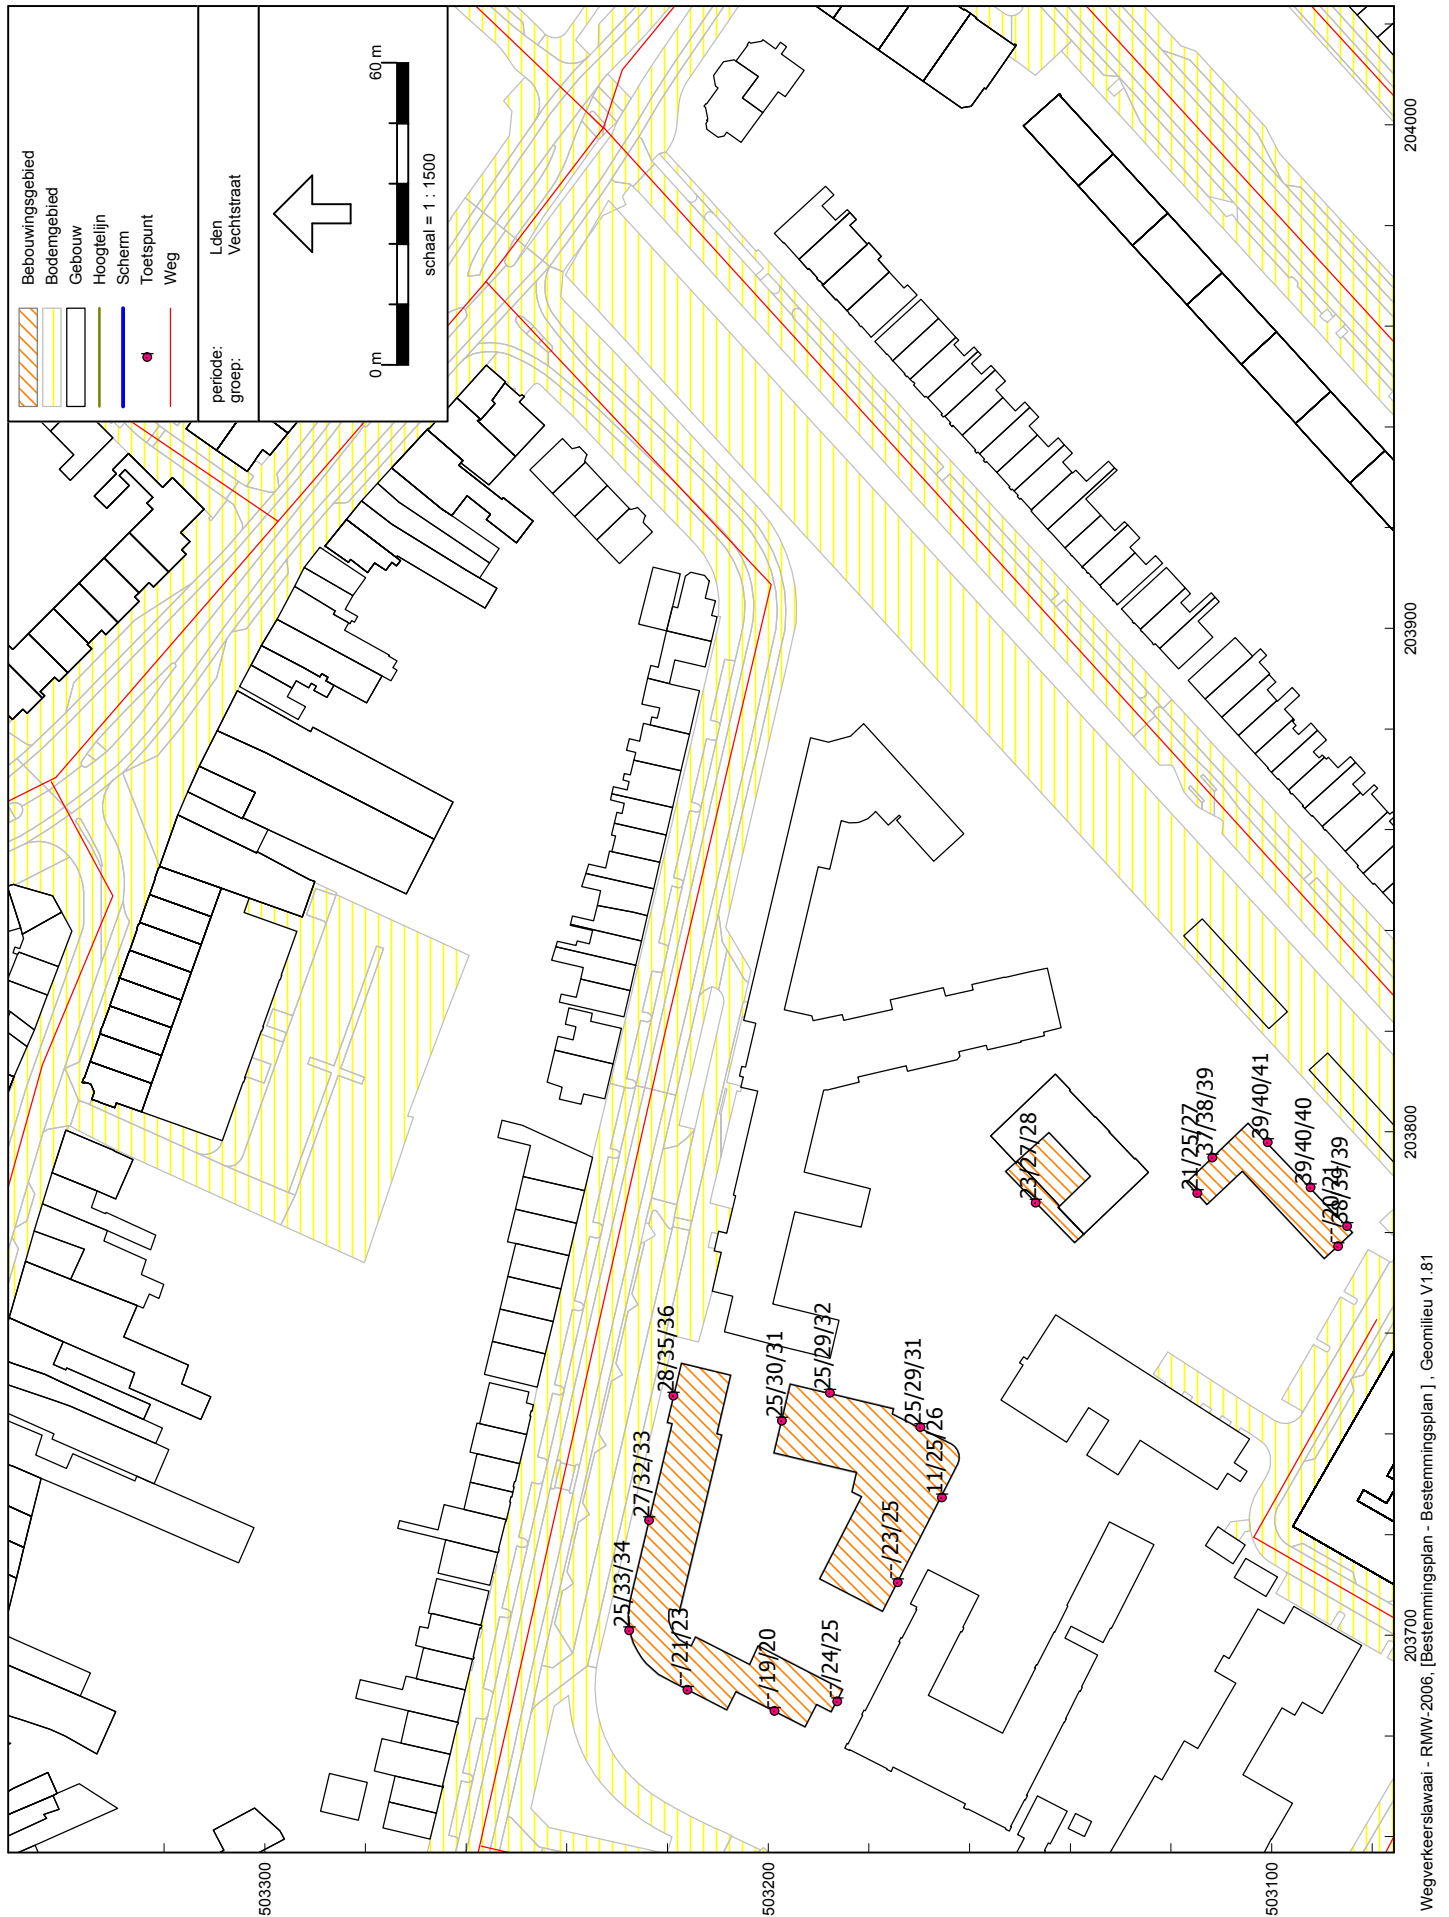 Bebouwingsgebied
Bodemgebied
Gebouw
Hoogtelijn
Scherm
Toetspunt
Weg
periode: Lden
groep: Vechtstraat
0 m 60 m
schaal = 1 : 1500
28/35/36
27/32/33
25/33/34
--/21/23
--/19/20
--/24/25
25/30/31
25/29/32
25/29/31
11/25/26
--/23/25
23/27/28
21/25/27
37/38/39
39/40/41
39/40/40
38/39/39
--/20/21
503300
503200
503100
203700
203800
203900
204000
Wegverkeerslawaai - RMW-2006, [Bestemmingsplan - Bestemmingsplan ] , Geomilieu V1.81